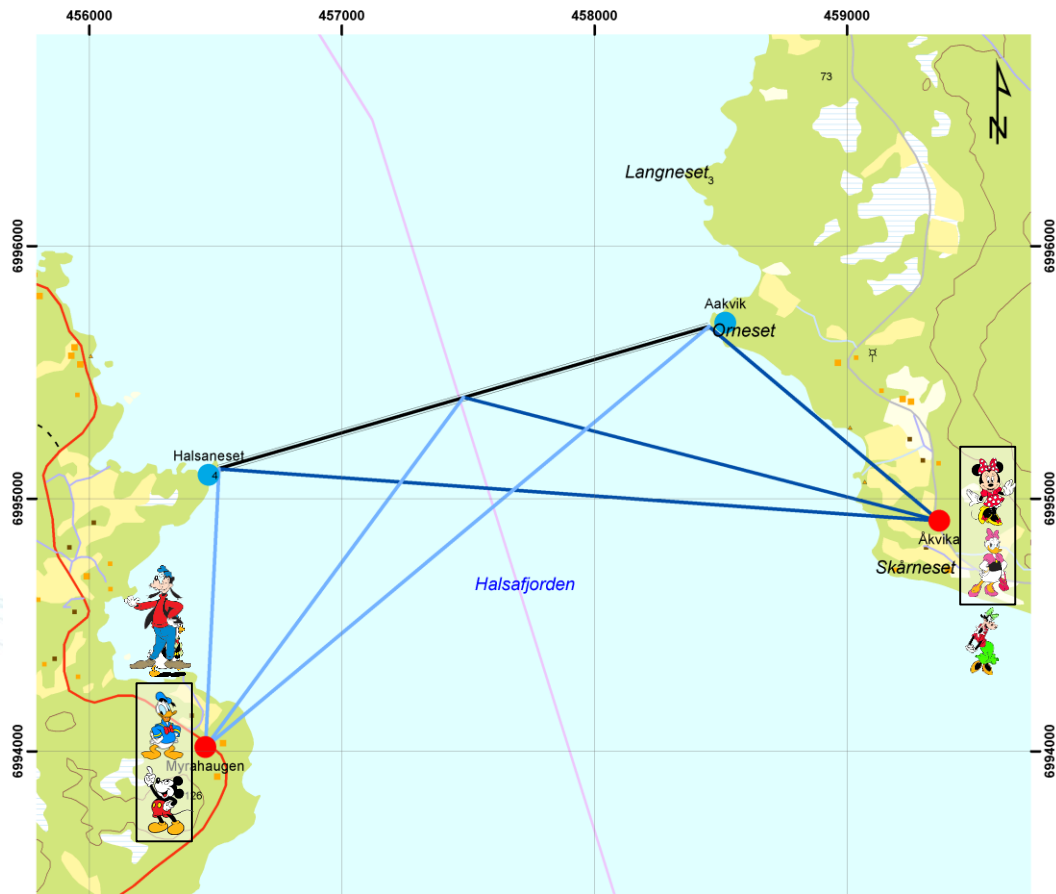 456000
457000
458000
459000
73
N
Langneset
3
6996000
6996000
Aakvik
Orneset
Halsaneset
4
6995000
6995000
Åkvika
Skårneset
Halsafjorden
6994000
6994000
Myrahaugen
126